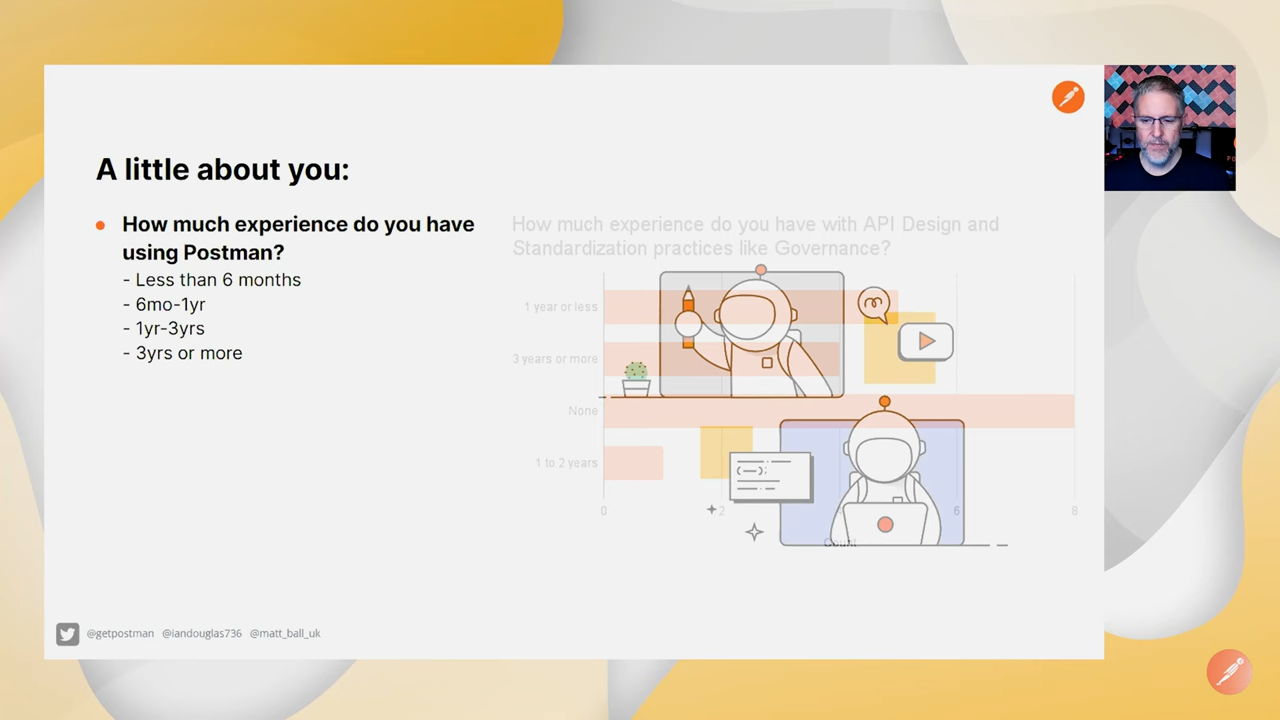 A little about you:
How much experience do you have
using Postman?
- Less than 6 months
- 6mo-1yr
- 1yr-3yrs
- 3yrs or more
How much experience do you have with API Design and
Standardization practices like Governance?
1 year or less
3 years or more
None
1 to 2 years
0
2
6
8
Count
@getpostman @iandouglas736 @matt_ball_uk